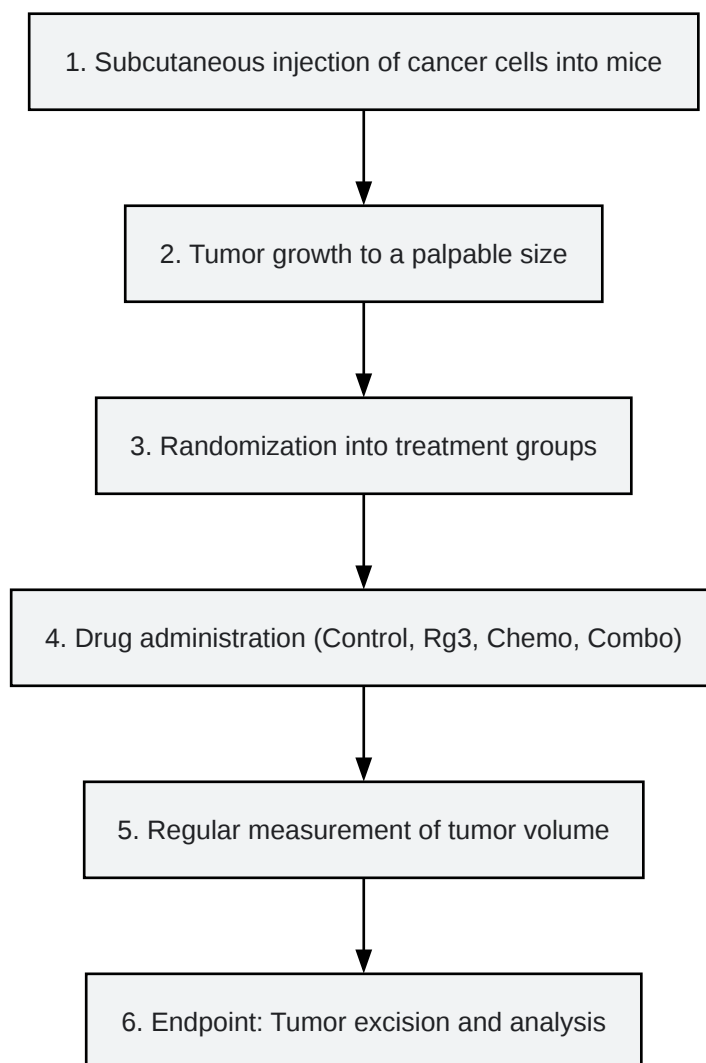 1. Subcutaneous injection of cancer cells into mice
2. Tumor growth to a palpable size
3. Randomization into treatment groups
4. Drug administration (Control, Rg3, Chemo, Combo)
5. Regular measurement of tumor volume
6. Endpoint: Tumor excision and analysis